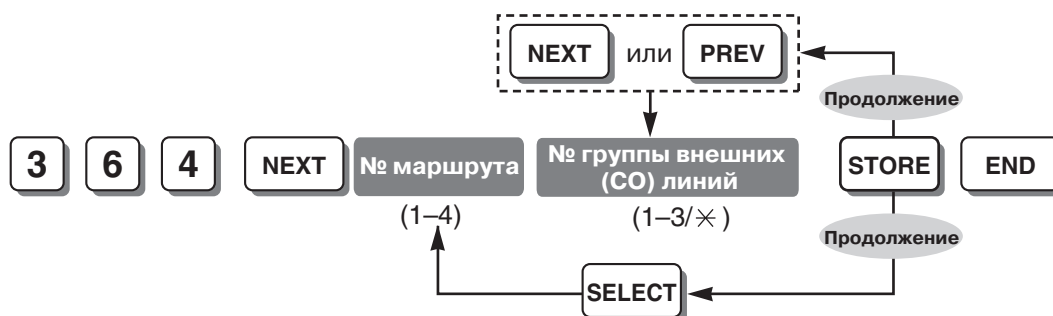 NEXT или PREV
Продолжение
3 6 4 NEXT № маршрута № группы внешних (CO) линий STORE END
(1–4) (1–3/✳)
Продолжение
SELECT